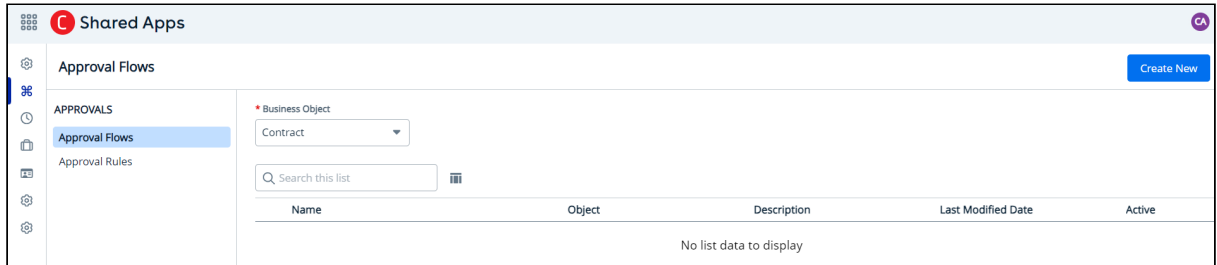 C Shared Apps
CA
Approval Flows
Create New
APPROVALS
Approval Flows
Approval Rules
* Business Object
Contract
Search this list
Name Object Description Last Modified Date Active
No list data to display